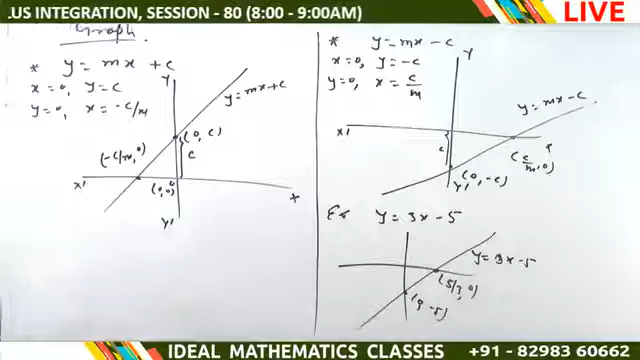 .US INTEGRATION, SESSION - 80 (8:00 - 9:00AM)
LIVE
Graph.
* y = mx + c
x = 0, y = c
y = 0, x = -c/m
y
y = mx + c
(0, c)
c
(-c/m, 0)
x'
(0,0)
x
y'
* y = mx - c
x = 0, y = -c
y = 0, x = c/m
y
y = mx - c
x'
c
(c/m, 0)
(0, -c)
y'
Ex y = 3x - 5
y = 3x - 5
(5/3, 0)
(0, -5)
IDEAL MATHEMATICS CLASSES
+91 - 82983 60662